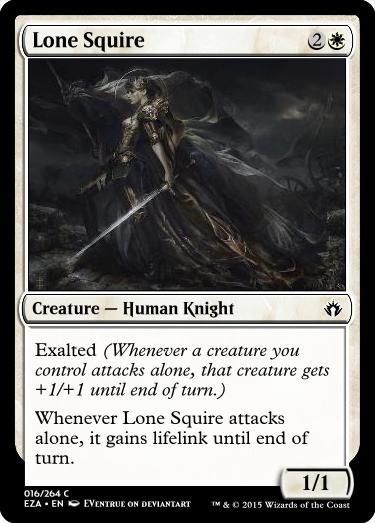 Lone Squire 2
Creature — Human Knight
Exalted (Whenever a creature you
control attacks alone, that creature gets
+1/+1 until end of turn.)
Whenever Lone Squire attacks
alone, it gains lifelink until end of
turn.
1/1
016/264 C
EZA • EN EVentrue on deviantart ™ & © 2015 Wizards of the Coast